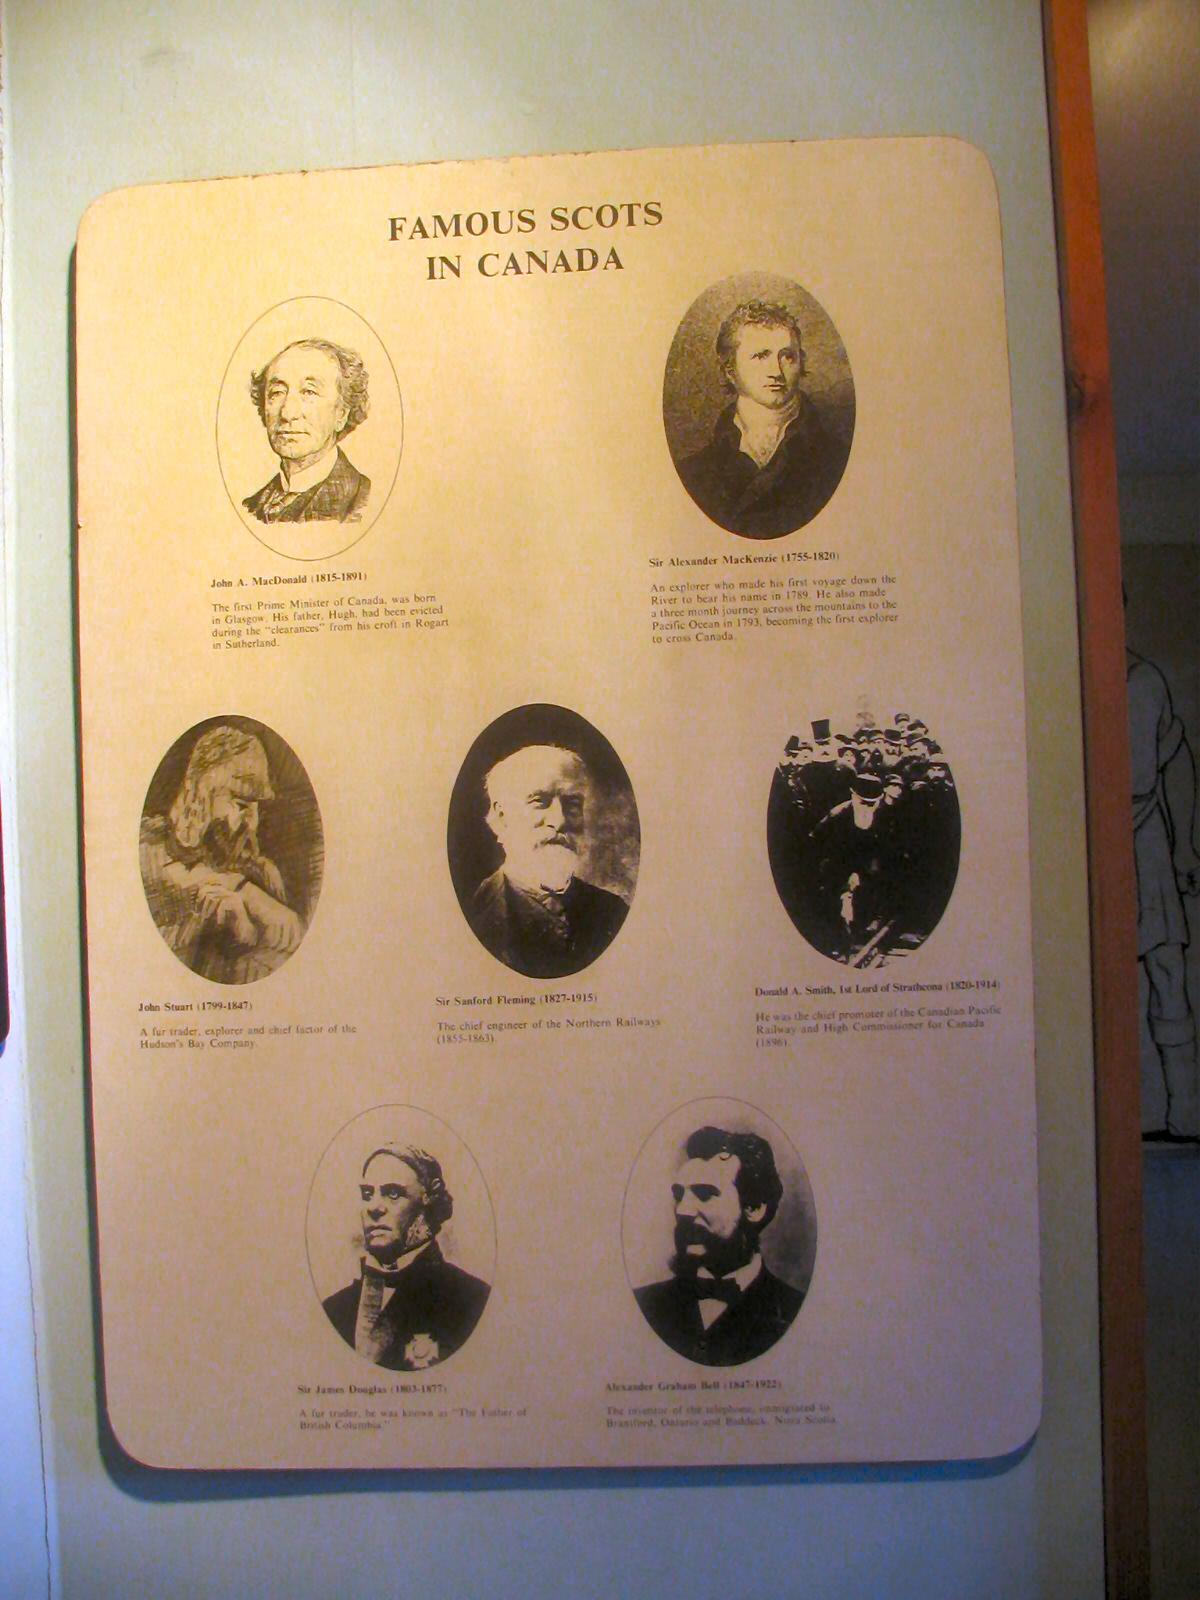 FAMOUS SCOTS
IN CANADA
John A. MacDonald (1815-1891)
The first Prime Minister of Canada, was born
in Glasgow. His father, Hugh, had been evicted
during the "clearances" from his croft in Rogart
in Sutherland.
Sir Alexander MacKenzie (1755-1820)
An explorer who made his first voyage down the
River to bear his name in 1789. He also made
a three month journey across the mountains to the
Pacific Ocean in 1793, becoming the first explorer
to cross Canada.
John Stuart (1799-1847)
A fur trader, explorer and chief factor of the
Hudson's Bay Company.
Sir Sanford Fleming (1827-1915)
The chief engineer of the Northern Railways
(1855-1863).
Donald A. Smith, 1st Lord of Strathcona (1820-1914)
He was the chief promoter of the Canadian Pacific
Railway and High Commissioner for Canada
(1896).
Sir James Douglas (1803-1877)
A fur trader, he was known as "The Father of
British Columbia."
Alexander Graham Bell (1847-1922)
The inventor of the telephone, immigrated to
Brantford, Ontario and Baddeck, Nova Scotia.